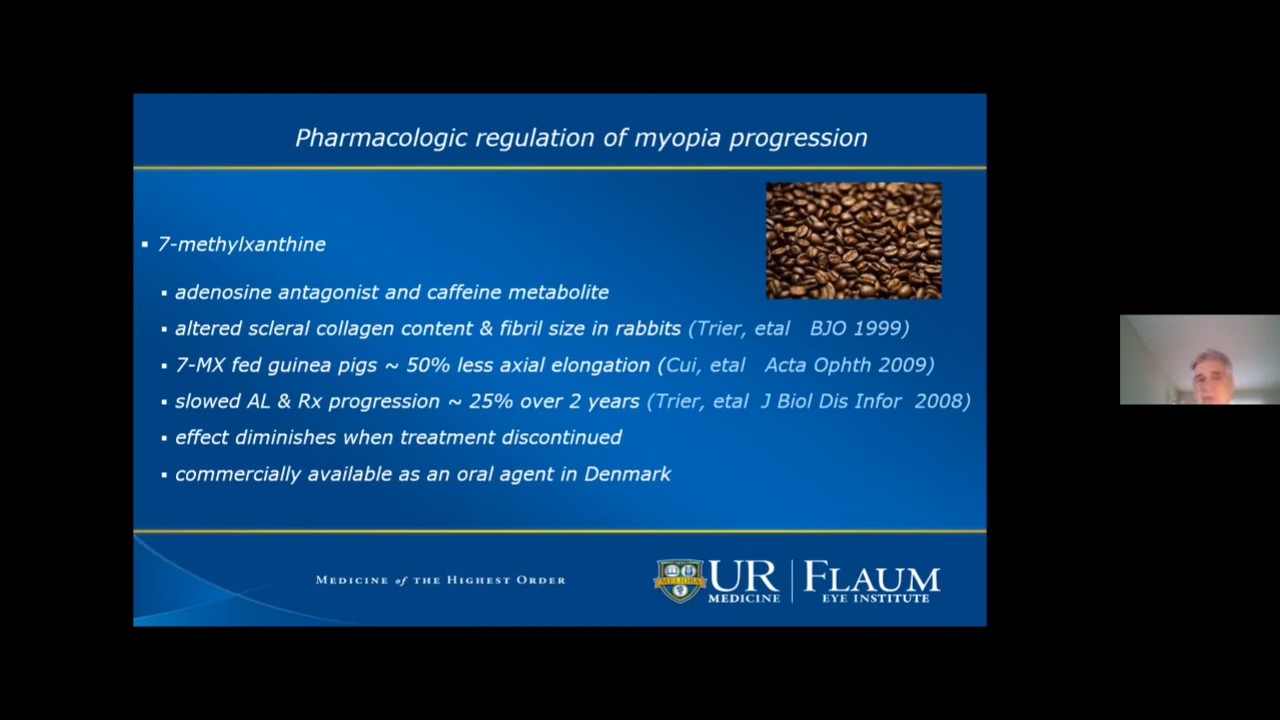 Pharmacologic regulation of myopia progression
▪ 7-methylxanthine
▪ adenosine antagonist and caffeine metabolite
▪ altered scleral collagen content & fibril size in rabbits (Trier, etal BJO 1999)
▪ 7-MX fed guinea pigs ~ 50% less axial elongation (Cui, etal Acta Ophth 2009)
▪ slowed AL & Rx progression ~ 25% over 2 years (Trier, etal J Biol Dis Infor 2008)
▪ effect diminishes when treatment discontinued
▪ commercially available as an oral agent in Denmark
MEDICINE of THE HIGHEST ORDER
MELIORA
UR MEDICINE
FLAUM EYE INSTITUTE